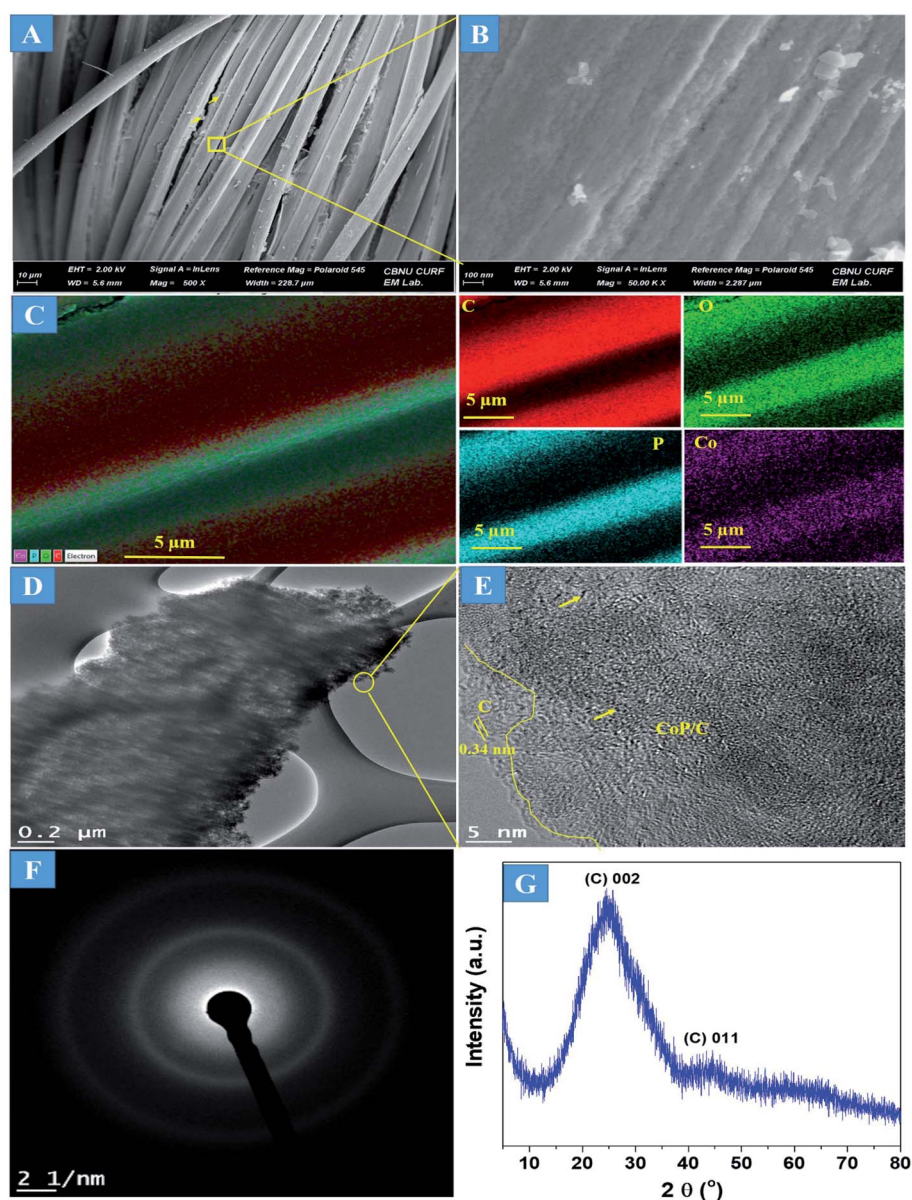 A
10 µm
EHT = 2.00 kV
Signal A = InLens
Reference Mag = Polaroid 545
CBNU CURF
WD = 5.6 mm
Mag = 500 X
Width = 228.7 µm
EM Lab.
B
100 nm
EHT = 2.00 kV
Signal A = InLens
Reference Mag = Polaroid 545
CBNU CURF
WD = 5.6 mm
Mag = 50.00 K X
Width = 2.287 µm
EM Lab.
C
Co P O C Electron
5 µm
C
5 µm
O
5 µm
P
5 µm
Co
5 µm
D
0.2 µm
E
C
0.34 nm
CoP/C
5 nm
F
2 1/nm
G
(C) 002
(C) 011
Intensity (a.u.)
10 20 30 40 50 60 70 80
2 θ (°)